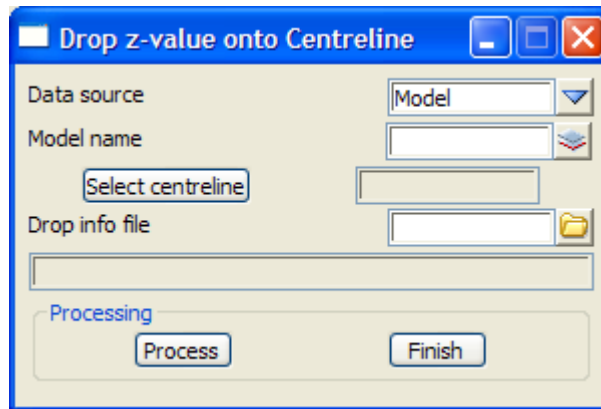 Drop z-value onto Centreline
Data source Model
Model name
Select centreline
Drop info file
Processing
Process Finish